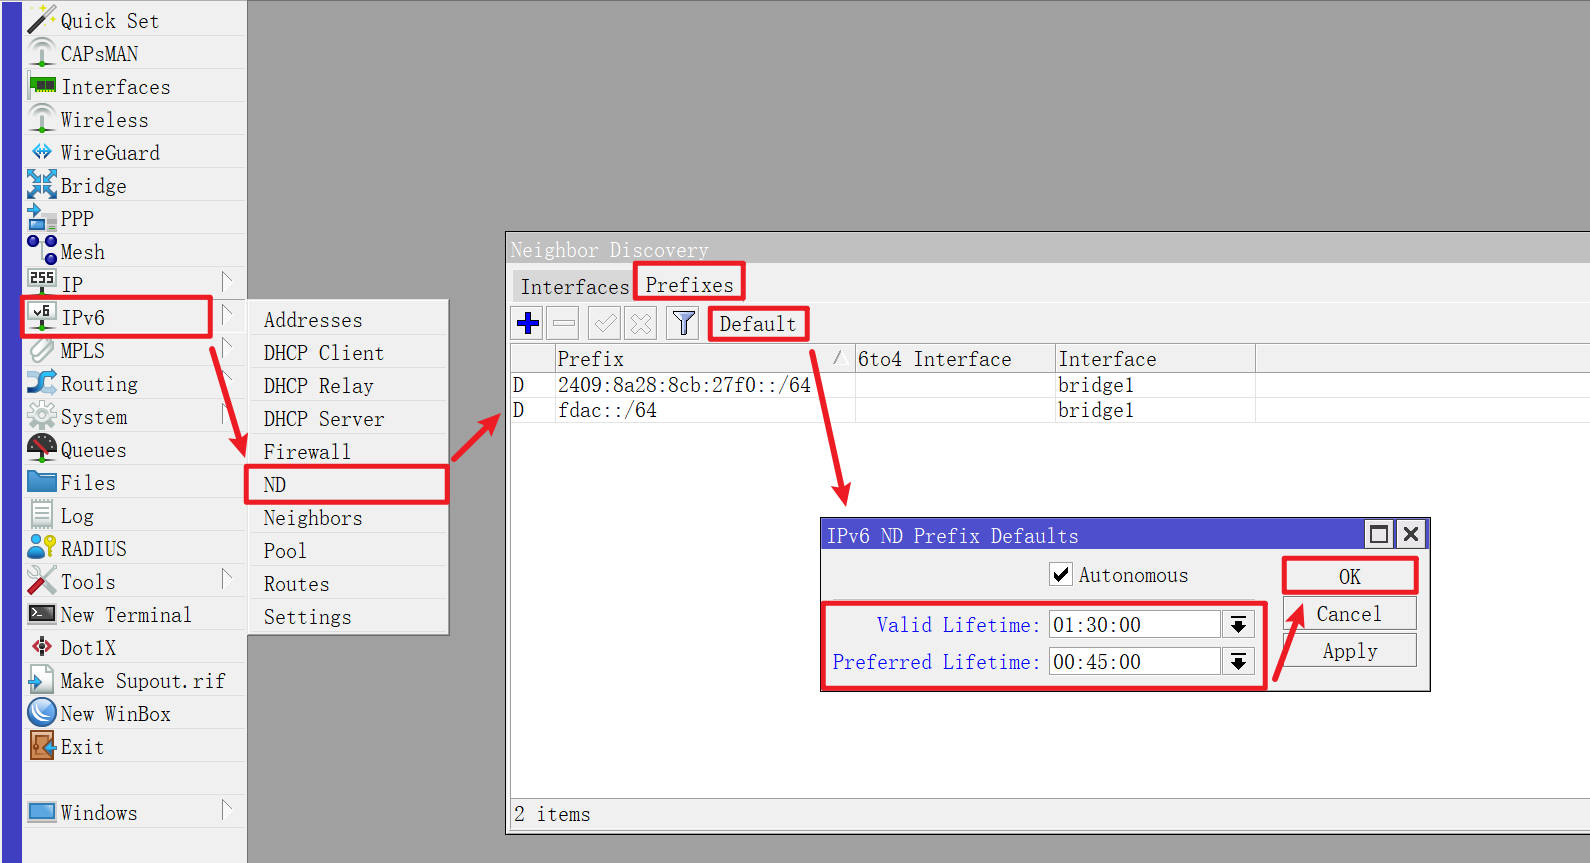 Quick Set
CAPsMAN
Interfaces
Wireless
WireGuard
Bridge
PPP
Mesh
255
IP
v6
IPv6
MPLS
Routing
System
Queues
Files
Log
RADIUS
Tools
New Terminal
Dot1X
Make Supout.rif
New WinBox
Exit
Windows
Addresses
DHCP Client
DHCP Relay
DHCP Server
Firewall
ND
Neighbors
Pool
Routes
Settings
Neighbor Discovery
Interfaces Prefixes
Default
Prefix 6to4 Interface Interface
D 2409:8a28:8cb:27f0::/64 bridge1
D fdac::/64 bridge1
2 items
IPv6 ND Prefix Defaults
Autonomous
Valid Lifetime: 01:30:00
Preferred Lifetime: 00:45:00
OK
Cancel
Apply